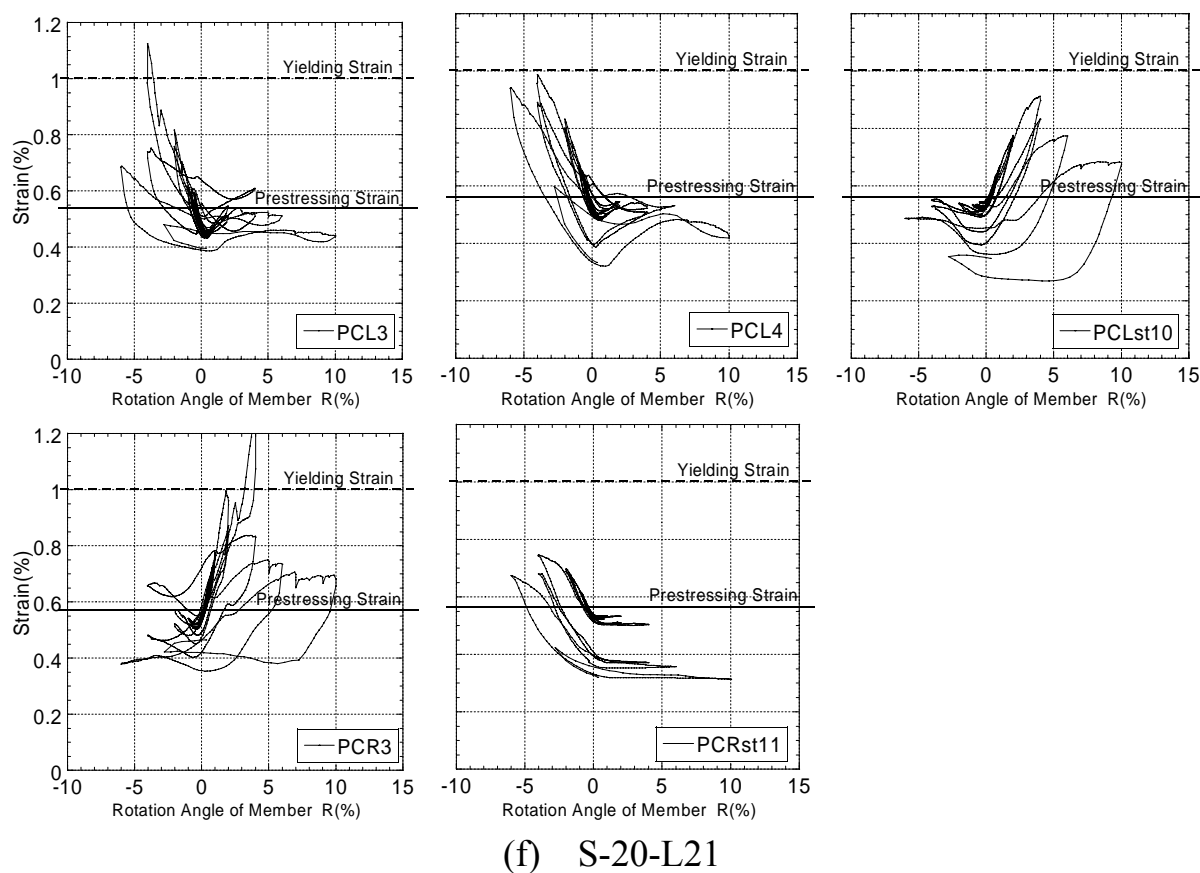 1.2
1
0.8
0.6
0.4
0.2
0
Strain(%)
Yielding Strain
Prestressing Strain
PCL3
-10 -5 0 5 10 15
Rotation Angle of Member R(%)
Yielding Strain
Prestressing Strain
PCL4
-10 -5 0 5 10 15
Rotation Angle of Member R(%)
Yielding Strain
Prestressing Strain
PCLst10
-10 -5 0 5 10 15
Rotation Angle of Member R(%)
1.2
1
0.8
0.6
0.4
0.2
0
Strain(%)
Yielding Strain
Prestressing Strain
PCR3
-10 -5 0 5 10 15
Rotation Angle of Member R(%)
Yielding Strain
Prestressing Strain
PCRst11
-10 -5 0 5 10 15
Rotation Angle of Member R(%)
(f) S-20-L21